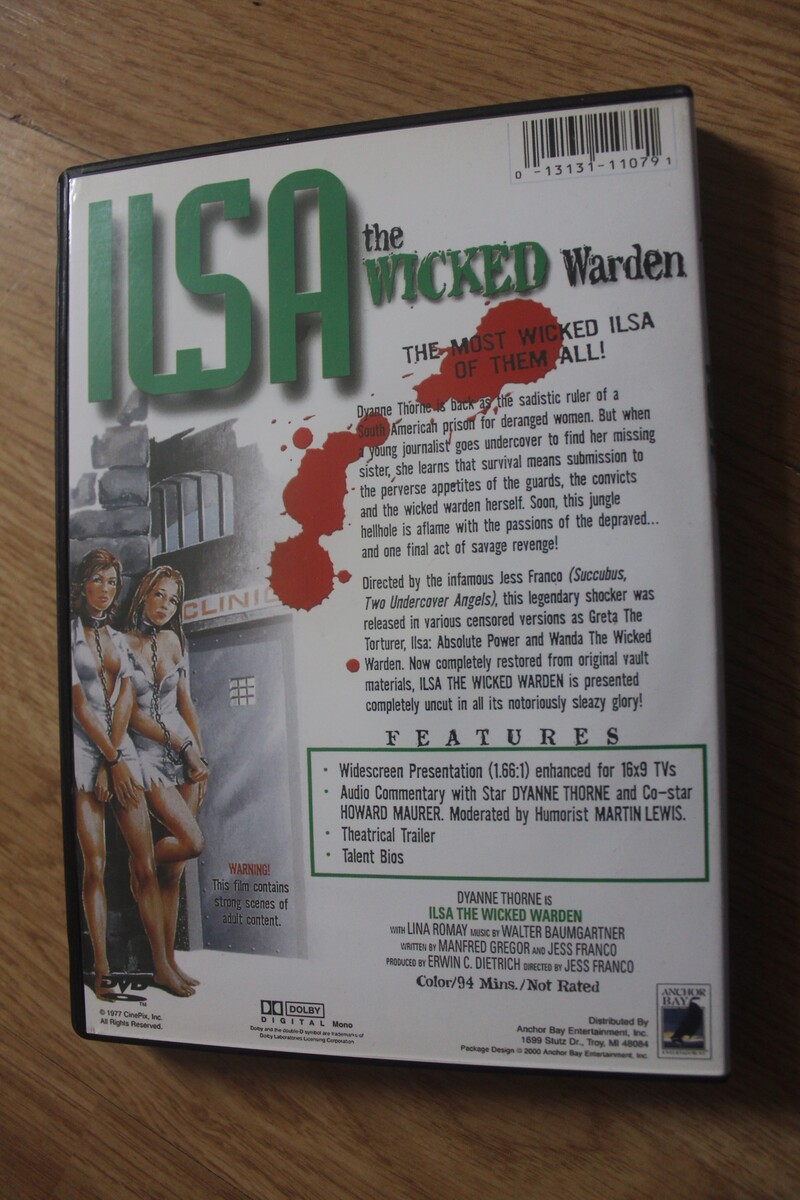 0 -13131-11079 1
ILSA
the
WICKED Warden
THE MOST WICKED ILSA
OF THEM ALL!
Dyanne Thorne is back as the sadistic ruler of a
South American prison for deranged women. But when
a young journalist goes undercover to find her missing
sister, she learns that survival means submission to
the perverse appetites of the guards, the convicts
and the wicked warden herself. Soon, this jungle
hellhole is aflame with the passions of the depraved...
and one final act of savage revenge!
Directed by the infamous Jess Franco (Succubus,
Two Undercover Angels), this legendary shocker was
released in various censored versions as Greta The
Torturer, Ilsa: Absolute Power and Wanda The Wicked
Warden. Now completely restored from original vault
materials, ILSA THE WICKED WARDEN is presented
completely uncut in all its notoriously sleazy glory!
CLINIC
FEATURES
• Widescreen Presentation (1.66:1) enhanced for 16x9 TVs
• Audio Commentary with Star DYANNE THORNE and Co-star
HOWARD MAURER. Moderated by Humorist MARTIN LEWIS.
• Theatrical Trailer
• Talent Bios
WARNING!
This film contains
strong scenes of
adult content.
DYANNE THORNE IS
ILSA THE WICKED WARDEN
WITH LINA ROMAY MUSIC BY WALTER BAUMGARTNER
WRITTEN BY MANFRED GREGOR AND JESS FRANCO
PRODUCED BY ERWIN C. DIETRICH DIRECTED BY JESS FRANCO
Color/94 Mins./Not Rated
DVD
TM
© 1977 CinePix, Inc.
All Rights Reserved.
DOLBY
DIGITAL Mono
Dolby and the double-D symbol are trademarks of
Dolby Laboratories Licensing Corporation
Distributed By
Anchor Bay Entertainment, Inc.
1699 Stutz Dr., Troy, MI 48084
Package Design © 2000 Anchor Bay Entertainment, Inc.
ANCHOR
BAY
ENTERTAINMENT